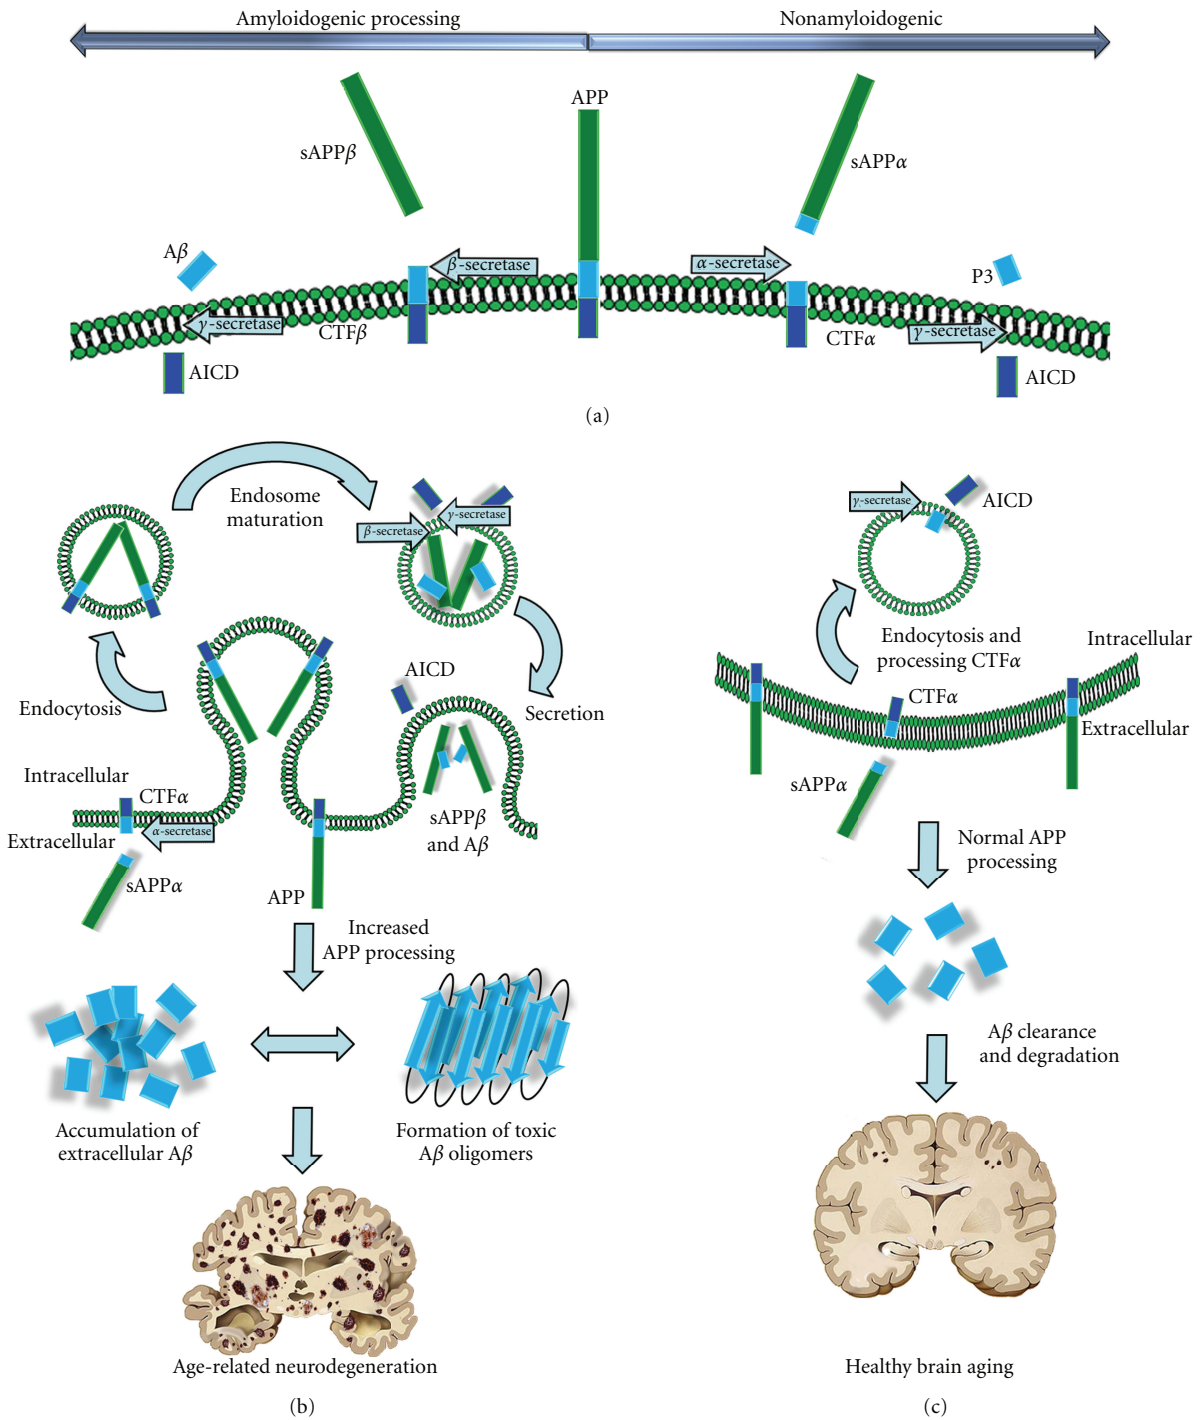 Amyloidogenic processing
Nonamyloidogenic
APP
sAPPβ
sAPPα
Aβ
β-secretase
α-secretase
P3
γ-secretase
CTFβ
CTFα
γ-secretase
AICD
AICD
(a)
Endosome
maturation
γ-secretase
β-secretase
AICD
Endocytosis
Secretion
Intracellular
CTFα
α-secretase
Extracellular
sAPPβ
and Aβ
sAPPα
APP
Increased
APP processing
Accumulation of
extracellular Aβ
Formation of toxic
Aβ oligomers
Age-related neurodegeneration
(b)
γ-secretase
AICD
Endocytosis and
processing CTFα
Intracellular
CTFα
Extracellular
sAPPα
Normal APP
processing
Aβ clearance
and degradation
Healthy brain aging
(c)